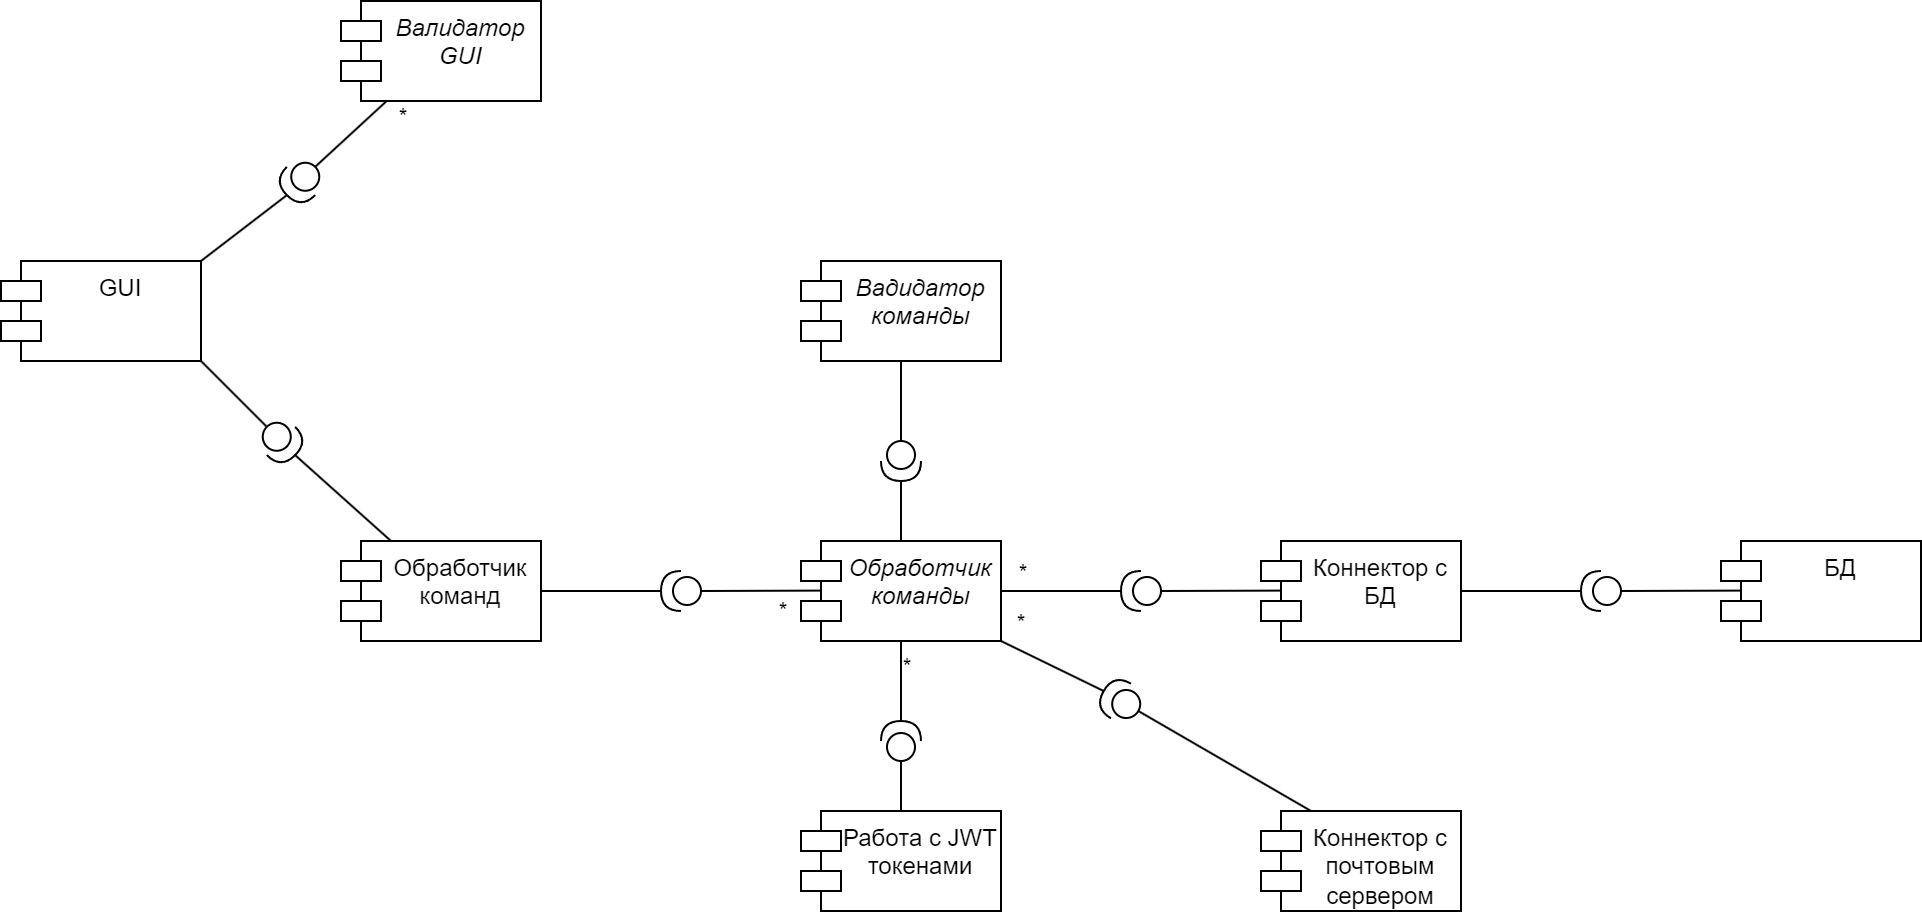 Валидатор
GUI
*
GUI
Вадидатор
команды
Обработчик
команд
*
Обработчик
команды
*
*
*
Коннектор с
БД
БД
Работа с JWT
токенами
Коннектор с
почтовым
сервером